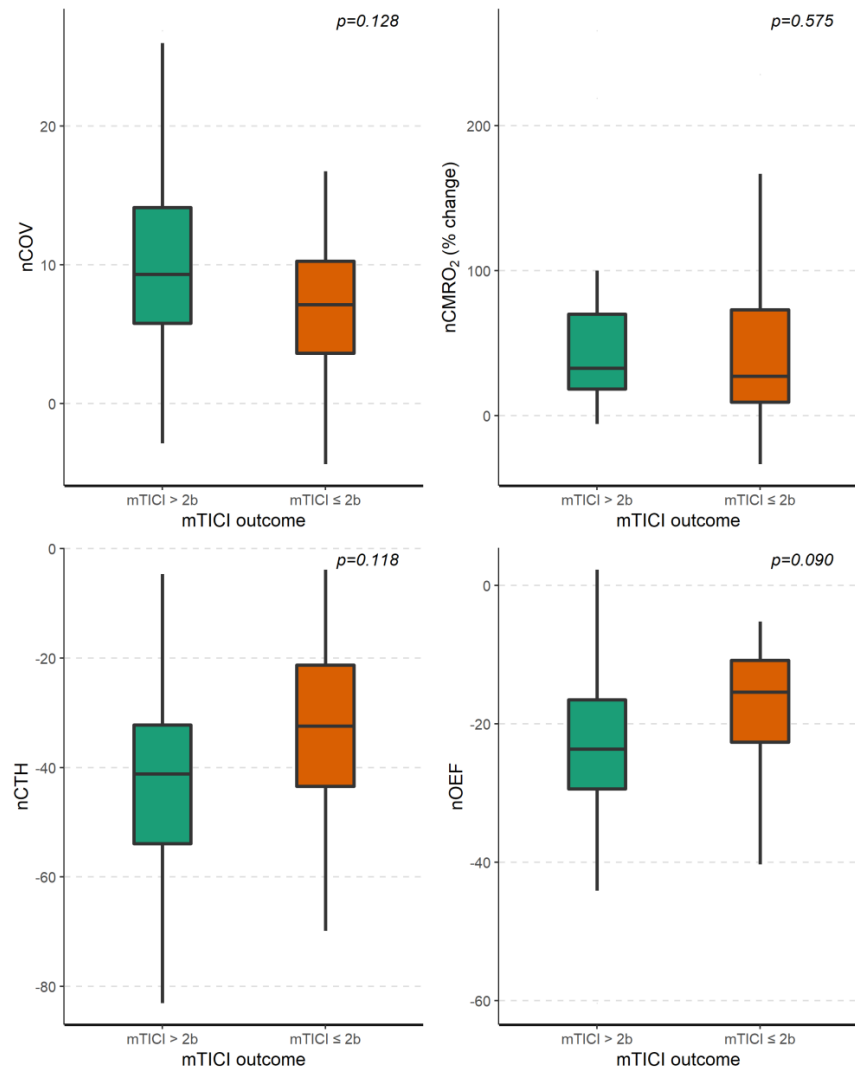 p=0.128
nCOV
20
10
0
mTICI > 2b
mTICI ≤ 2b
mTICI outcome
p=0.575
nCMRO₂ (% change)
200
100
0
mTICI > 2b
mTICI ≤ 2b
mTICI outcome
p=0.118
nCTH
0
-20
-40
-60
-80
mTICI > 2b
mTICI ≤ 2b
mTICI outcome
p=0.090
nOEF
0
-20
-40
-60
mTICI > 2b
mTICI ≤ 2b
mTICI outcome